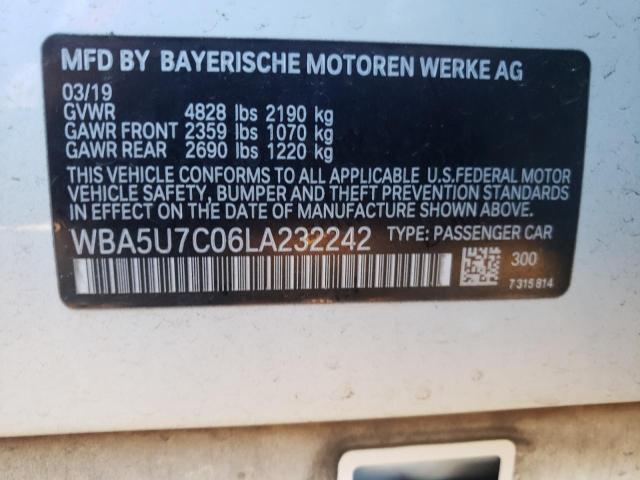 MFD BY BAYERISCHE MOTOREN WERKE AG
03/19
GVWR 4828 lbs 2190 kg
GAWR FRONT 2359 lbs 1070 kg
GAWR REAR 2690 lbs 1220 kg
THIS VEHICLE CONFORMS TO ALL APPLICABLE U.S.FEDERAL MOTOR
VEHICLE SAFETY, BUMPER AND THEFT PREVENTION STANDARDS
IN EFFECT ON THE DATE OF MANUFACTURE SHOWN ABOVE.
WBA5U7C06LA232242 TYPE: PASSENGER CAR
300
7315814